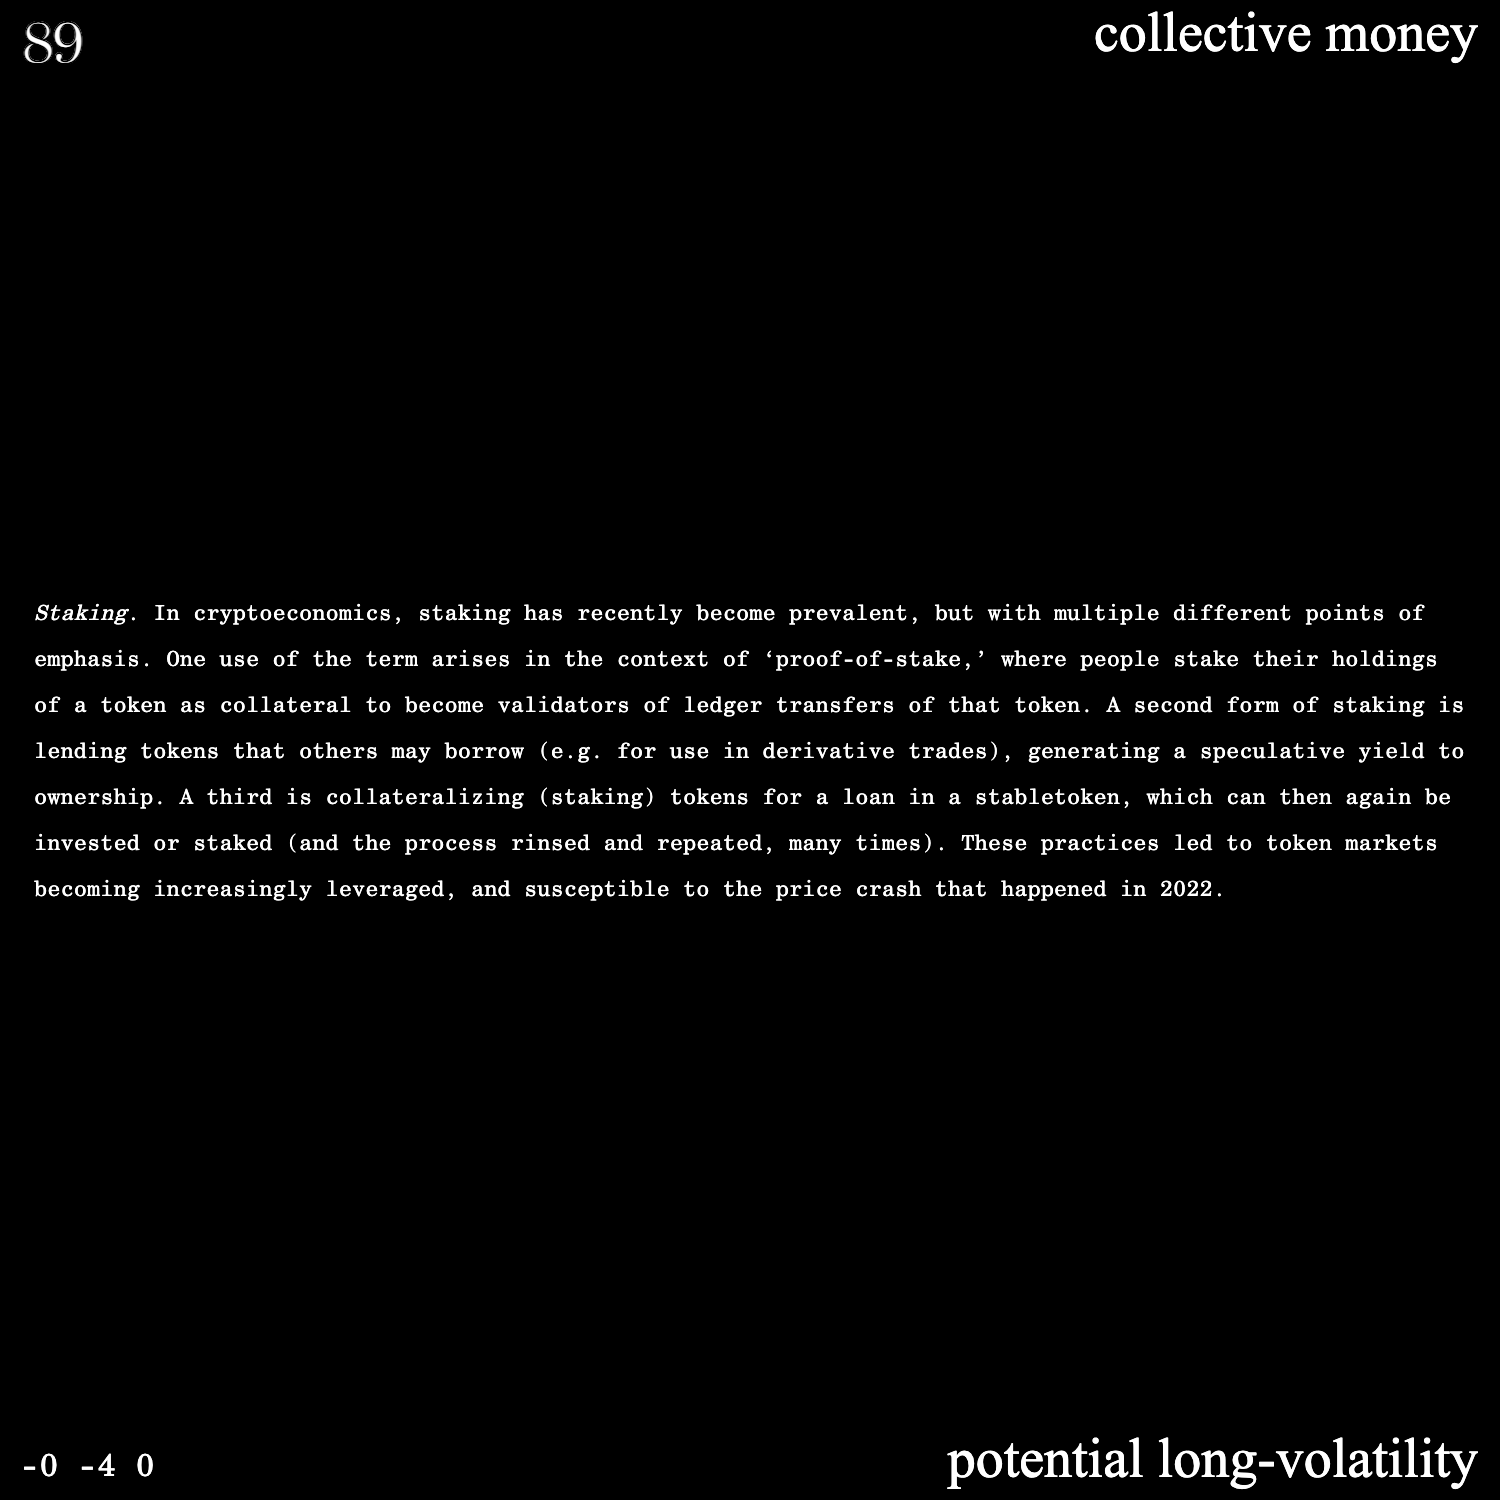 89
collective money
Staking. In cryptoeconomics, staking has recently become prevalent, but with multiple different points of
emphasis. One use of the term arises in the context of ‘proof-of-stake,’ where people stake their holdings
of a token as collateral to become validators of ledger transfers of that token. A second form of staking is
lending tokens that others may borrow (e.g. for use in derivative trades), generating a speculative yield to
ownership. A third is collateralizing (staking) tokens for a loan in a stabletoken, which can then again be
invested or staked (and the process rinsed and repeated, many times). These practices led to token markets
becoming increasingly leveraged, and susceptible to the price crash that happened in 2022.
-0 -4 0
potential long-volatility